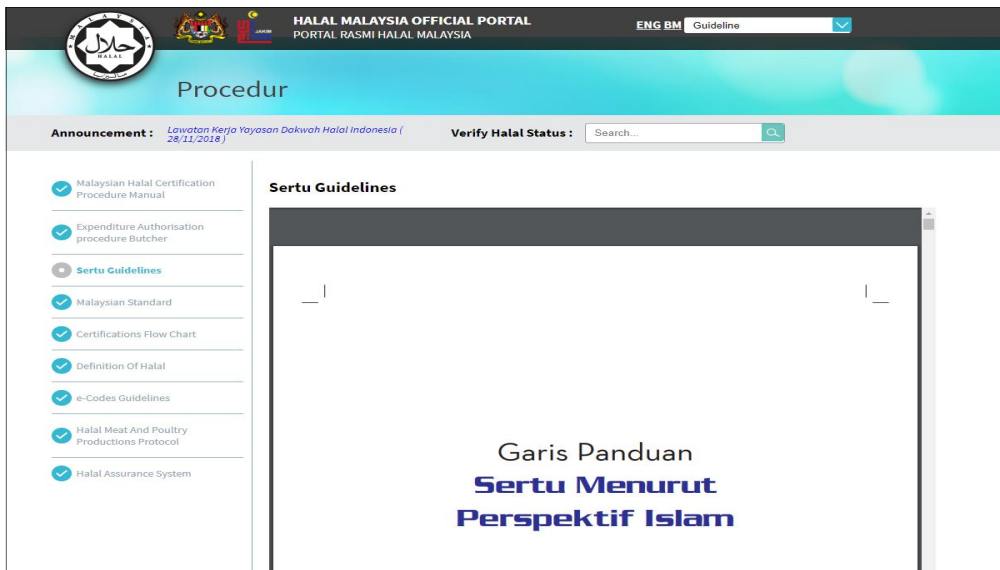 HALAL MALAYSIA OFFICIAL PORTAL
PORTAL RASMI HALAL MALAYSIA
ENG BM Guideline
حلال
HALAL
JAKIM
Procedur
Announcement :
Lawatan Kerja Yayasan Dakwah Halal Indonesia (
28/11/2018 )
Verify Halal Status :
Search...
Malaysian Halal Certification
Procedure Manual
Expenditure Authorisation
procedure Butcher
Sertu Guidelines
Malaysian Standard
Certifications Flow Chart
Definition Of Halal
e-Codes Guidelines
Halal Meat And Poultry
Productions Protocol
Halal Assurance System
Sertu Guidelines
Garis Panduan
Sertu Menurut
Perspektif Islam